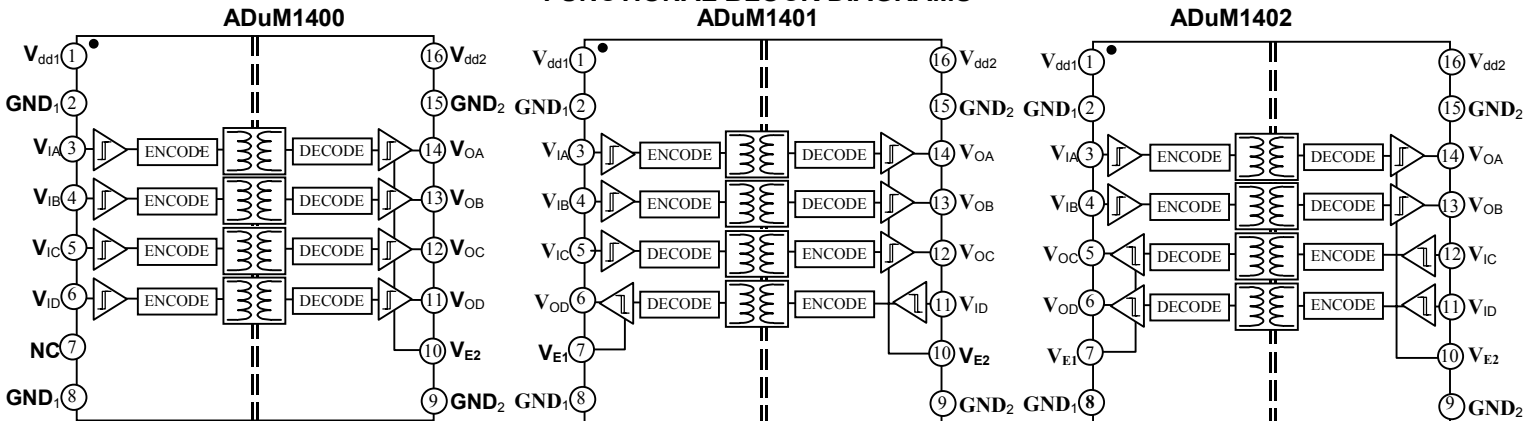 ADuM1400
Vdd1 1 16 Vdd2
GND1 2 15 GND2
VIA 3 ENCODE DECODE 14 VOA
VIB 4 ENCODE DECODE 13 VOB
VIC 5 ENCODE DECODE 12 VOC
VID 6 ENCODE DECODE 11 VOD
NC 7 10 VE2
GND1 8 9 GND2
ADuM1401
Vdd1 1 16 Vdd2
GND1 2 15 GND2
VIA 3 ENCODE DECODE 14 VOA
VIB 4 ENCODE DECODE 13 VOB
VIC 5 DECODE ENCODE 12 VOC
VOD 6 DECODE ENCODE 11 VID
VE1 7 10 VE2
GND1 8 9 GND2
ADuM1402
Vdd1 1 16 Vdd2
GND1 2 15 GND2
VIA 3 ENCODE DECODE 14 VOA
VIB 4 ENCODE DECODE 13 VOB
VOC 5 DECODE ENCODE 12 VIC
VOD 6 DECODE ENCODE 11 VID
VE1 7 10 VE2
GND1 8 9 GND2